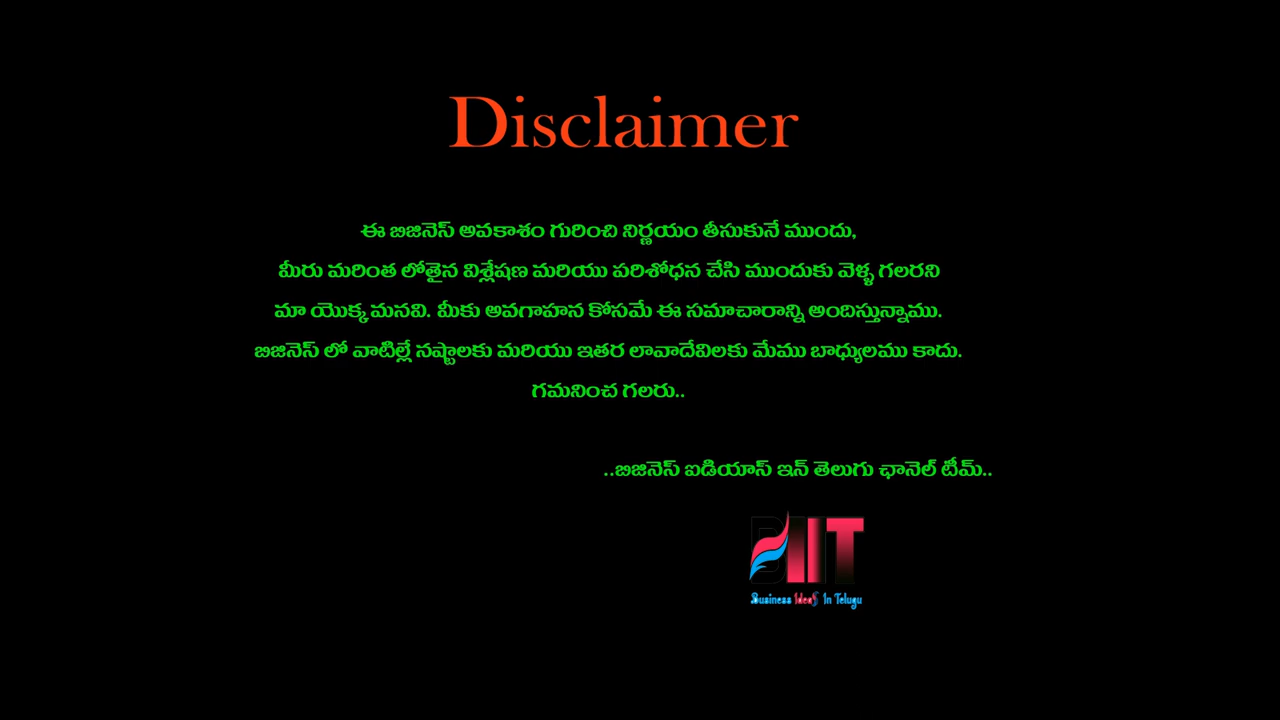 Disclaimer
ఈ బిజినెస్ అవకాశం గురించి నిర్ణయం తీసుకునే ముందు,
మీరు మరింత లోతైన విశ్లేషణ మరియు పరిశోధన చేసి ముందుకు వెళ్ళ గలరని
మా యొక్క మనవి. మీకు అవగాహన కోసమే ఈ సమాచారాన్ని అందిస్తున్నాము.
బిజినెస్ లో వాటిల్లే నష్టాలకు మరియు ఇతర లావాదేవిలకు మేము బాధ్యులము కాదు.
గమనించ గలరు..
..బిజినెస్ ఐడియాస్ ఇన్ తెలుగు ఛానెల్ టీమ్..
BIIT
Business IdeaS In Telugu